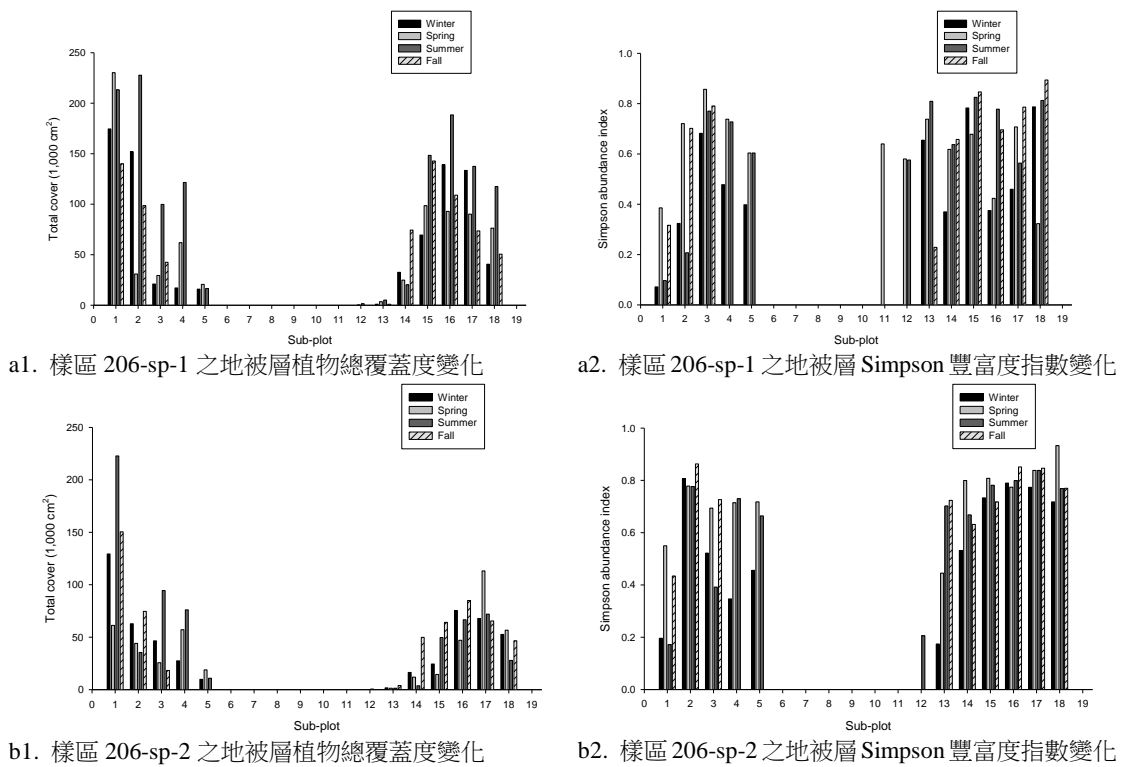 Winter
Spring
Summer
Fall
250
200
150
100
50
0
Total cover (1,000 cm²)
0 1 2 3 4 5 6 7 8 9 10 11 12 13 14 15 16 17 18 19
Sub-plot
a1. 樣區 206-sp-1 之地被層植物總覆蓋度變化
Winter
Spring
Summer
Fall
1.0
0.8
0.6
0.4
0.2
0.0
Simpson abundance index
0 1 2 3 4 5 6 7 8 9 10 11 12 13 14 15 16 17 18 19
Sub-plot
a2. 樣區 206-sp-1 之地被層 Simpson 豐富度指數變化
Winter
Spring
Summer
Fall
250
200
150
100
50
0
Total cover (1,000 cm²)
0 1 2 3 4 5 6 7 8 9 10 11 12 13 14 15 16 17 18 19
Sub-plot
b1. 樣區 206-sp-2 之地被層植物總覆蓋度變化
Winter
Spring
Summer
Fall
1.0
0.8
0.6
0.4
0.2
0.0
Simpson abundance index
0 1 2 3 4 5 6 7 8 9 10 11 12 13 14 15 16 17 18 19
Sub-plot
b2. 樣區 206-sp-2 之地被層 Simpson 豐富度指數變化